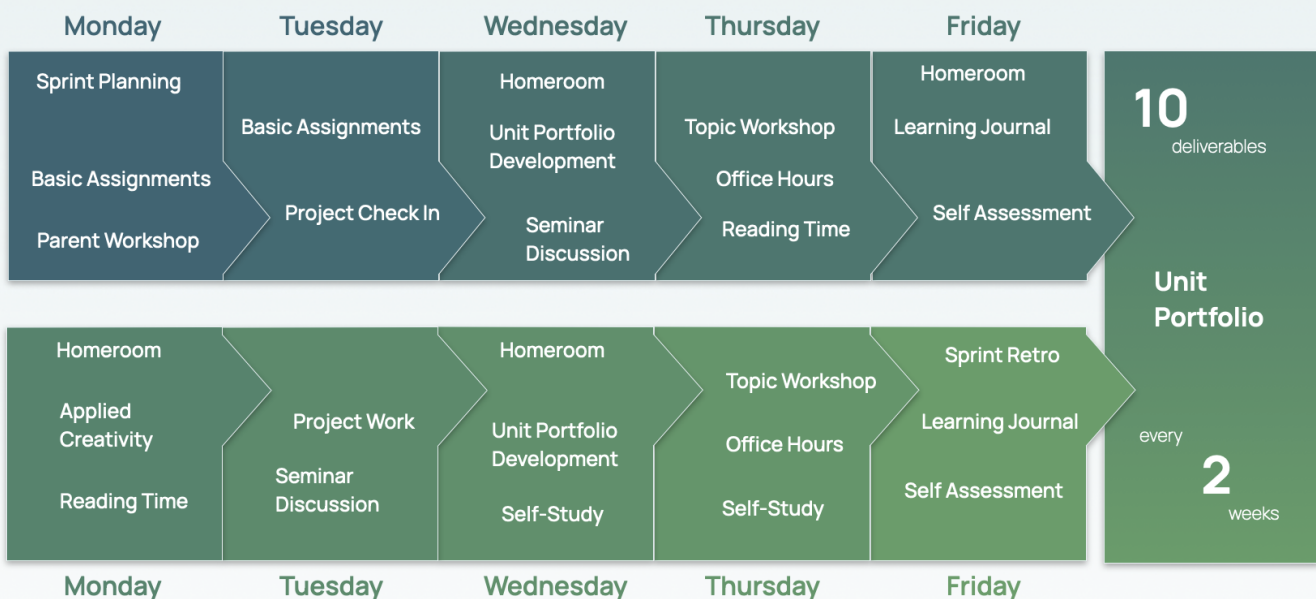 Monday
Tuesday
Wednesday
Thursday
Friday
Sprint Planning
Basic Assignments
Parent Workshop
Basic Assignments
Project Check In
Homeroom
Unit Portfolio
Development
Seminar
Discussion
Topic Workshop
Office Hours
Reading Time
Homeroom
Learning Journal
Self Assessment
10
deliverables
Unit
Portfolio
every
2
weeks
Homeroom
Applied
Creativity
Reading Time
Project Work
Seminar
Discussion
Homeroom
Unit Portfolio
Development
Self-Study
Topic Workshop
Office Hours
Self-Study
Sprint Retro
Learning Journal
Self Assessment
Monday
Tuesday
Wednesday
Thursday
Friday